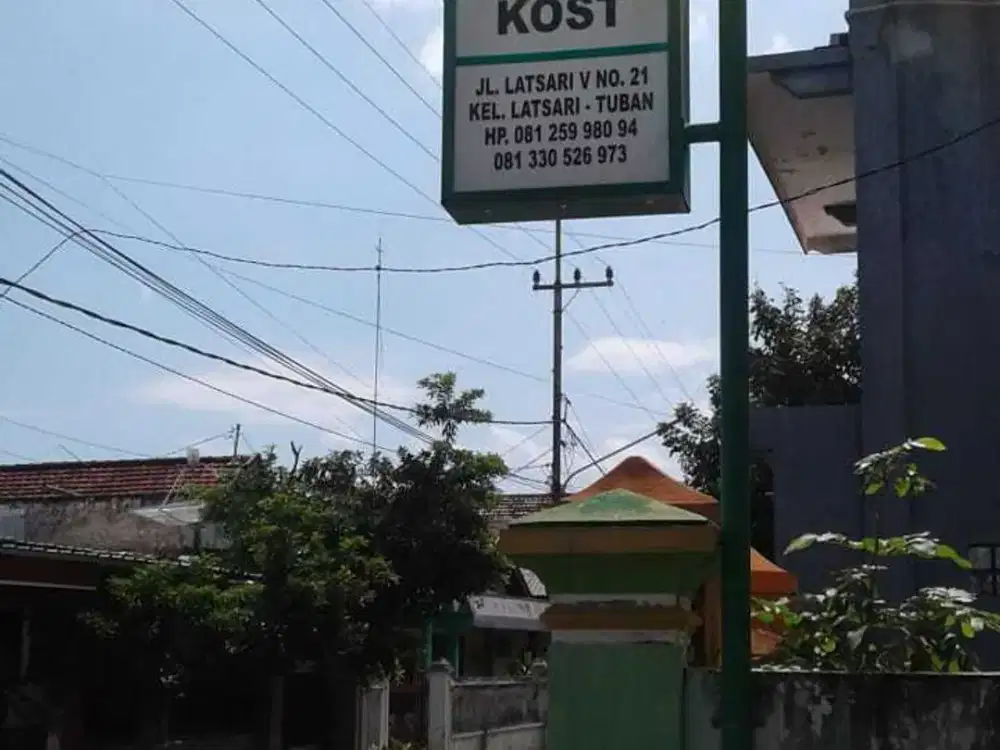 KOST
JL. LATSARI V NO. 21
KEL. LATSARI - TUBAN
HP. 081 259 980 94
081 330 526 973